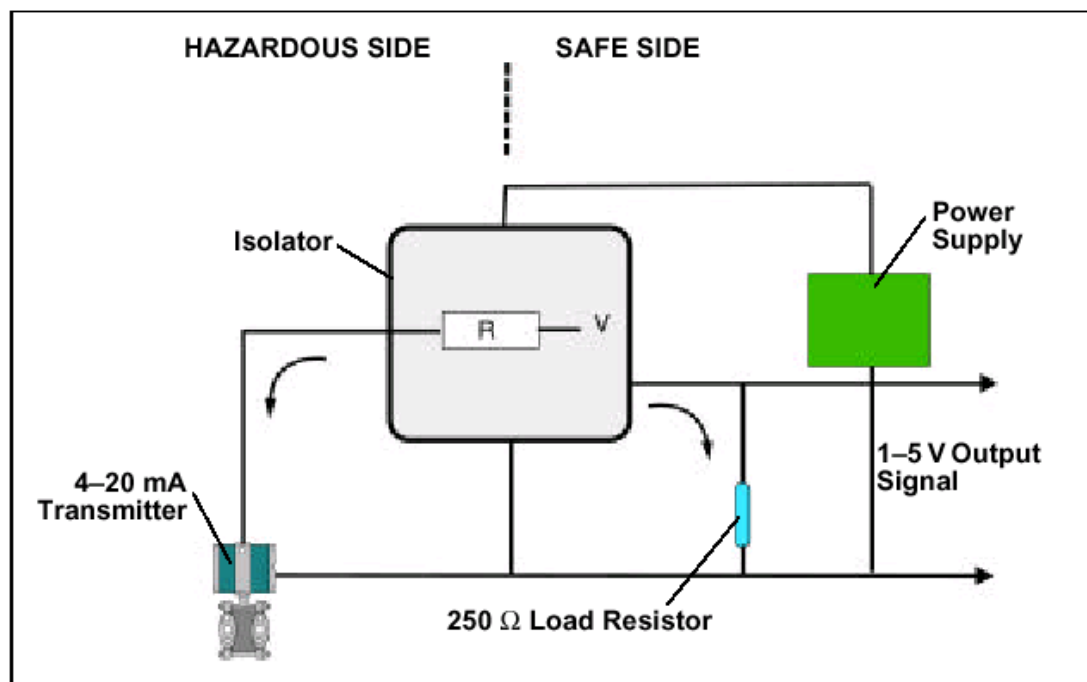 HAZARDOUS SIDE
SAFE SIDE
Power
Supply
Isolator
R
V
1–5 V Output
Signal
4–20 mA
Transmitter
250 Ω Load Resistor